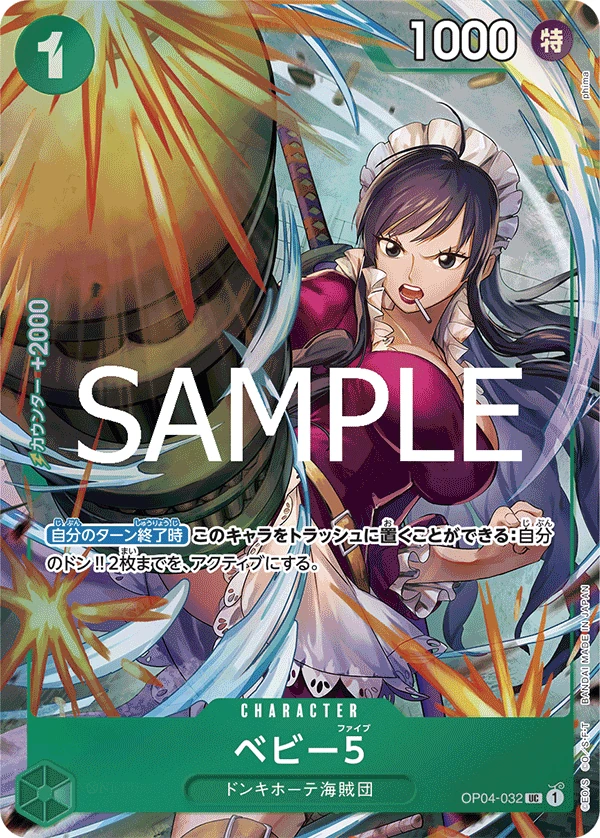 1
1000 特
phima
カウンター+2000
SAMPLE
自分のターン終了時 このキャラをトラッシュに置くことができる:自分
のドン!!2枚までを、アクティブにする。
CHARACTER
ベビー5
ドンキホーテ海賊団
OP04-032 UC 1
©E.O./S. ©O./S.,F.,T BANDAI MADE IN JAPAN